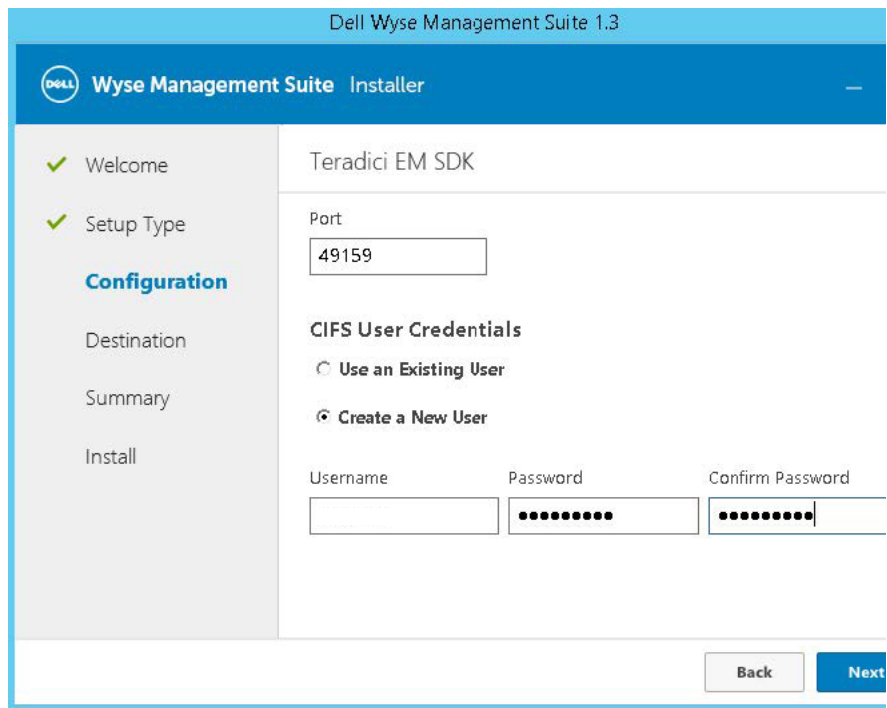 Dell Wyse Management Suite 1.3
DELL Wyse Management Suite Installer
Welcome
Setup Type
Configuration
Destination
Summary
Install
Teradici EM SDK
Port
49159
CIFS User Credentials
Use an Existing User
Create a New User
Username Password Confirm Password
●●●●●●●●● ●●●●●●●●●
Back Next